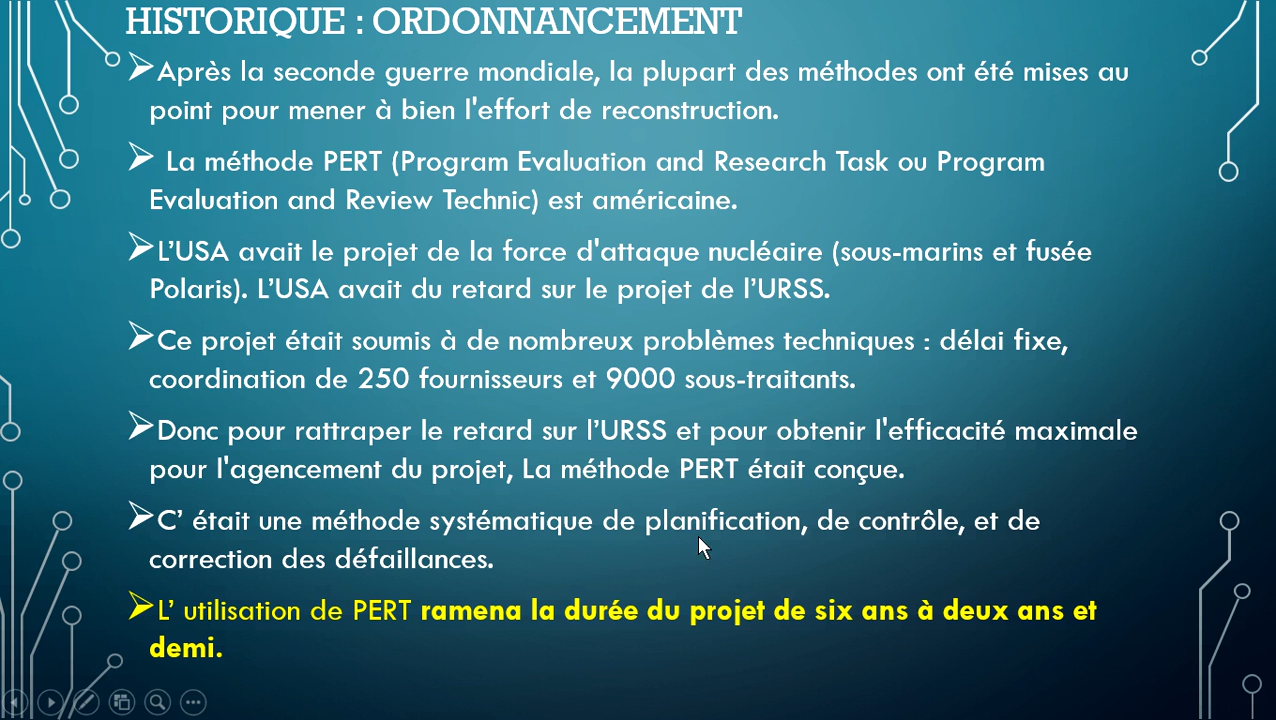 HISTORIQUE : ORDONNANCEMENT
Après la seconde guerre mondiale, la plupart des méthodes ont été mises au
point pour mener à bien l'effort de reconstruction.
La méthode PERT (Program Evaluation and Research Task ou Program
Evaluation and Review Technic) est américaine.
L’USA avait le projet de la force d'attaque nucléaire (sous-marins et fusée
Polaris). L’USA avait du retard sur le projet de l’URSS.
Ce projet était soumis à de nombreux problèmes techniques : délai fixe,
coordination de 250 fournisseurs et 9000 sous-traitants.
Donc pour rattraper le retard sur l’URSS et pour obtenir l'efficacité maximale
pour l'agencement du projet, La méthode PERT était conçue.
C’ était une méthode systématique de planification, de contrôle, et de
correction des défaillances.
L’ utilisation de PERT ramena la durée du projet de six ans à deux ans et
demi.